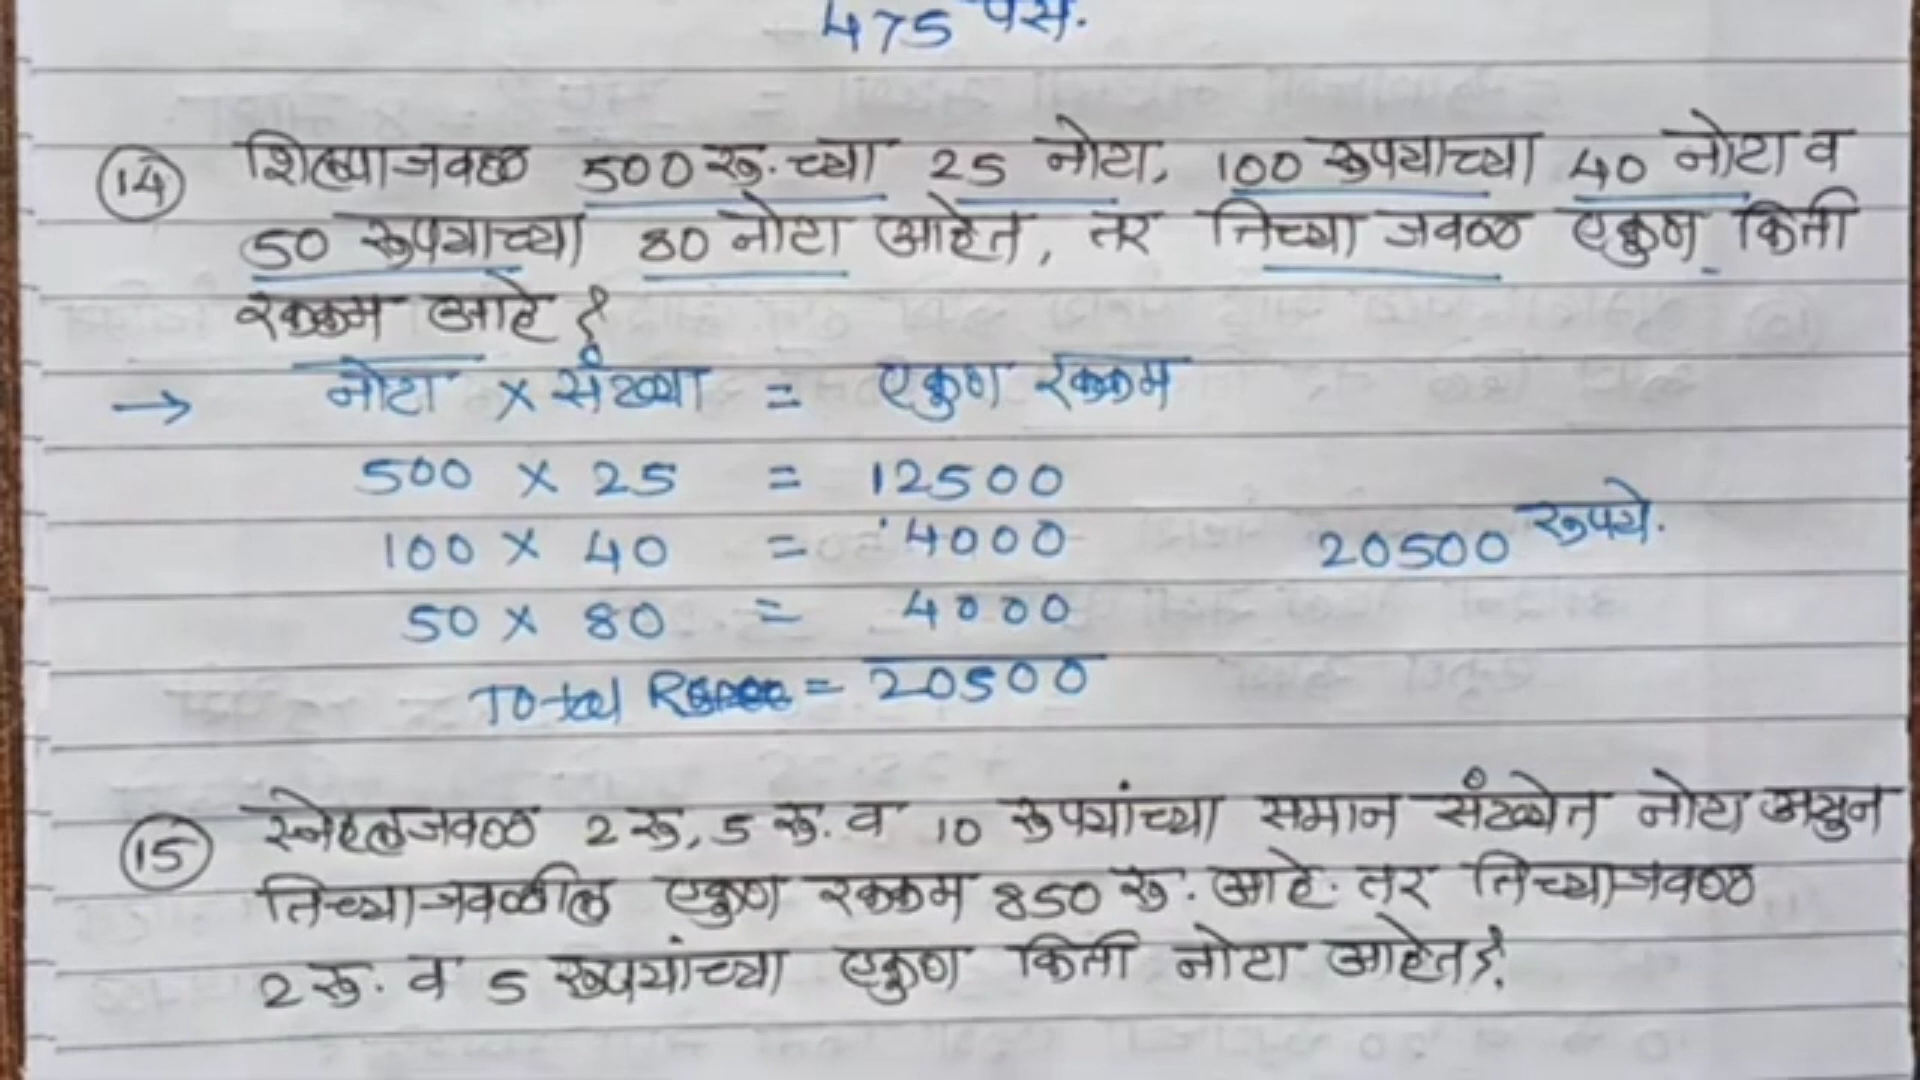 475 पैसे.
(14) शिल्पाजवळ 500 रू. च्या 25 नोटा, 100 रूपयाच्या 40 नोटा व
50 रूपयाच्या 80 नोटा आहेत, तर तिच्या जवळ एकुण किती
रक्कम आहे ?
→ नोटा × संख्या = एकुण रक्कम
500 × 25 = 12500
100 × 40 = 4000
20500 रूपये.
50 × 80 = 4000
Total = 20500
(15) स्नेहलजवळ 2 रू, 5 रू. व 10 रूपयांच्या समान संख्येत नोटा असुन
तिच्याजवळील एकुण रक्कम 850 रू. आहे. तर तिच्याजवळ
2 रू. व 5 रूपयांच्या एकुण किती नोटा आहेत ?